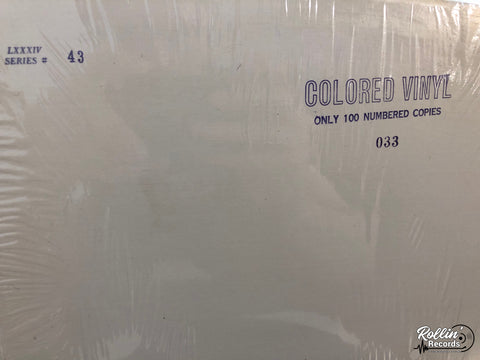 LXXXIV
SERIES # 43
COLORED VINYL
ONLY 100 NUMBERED COPIES
033
Rollin'
Records